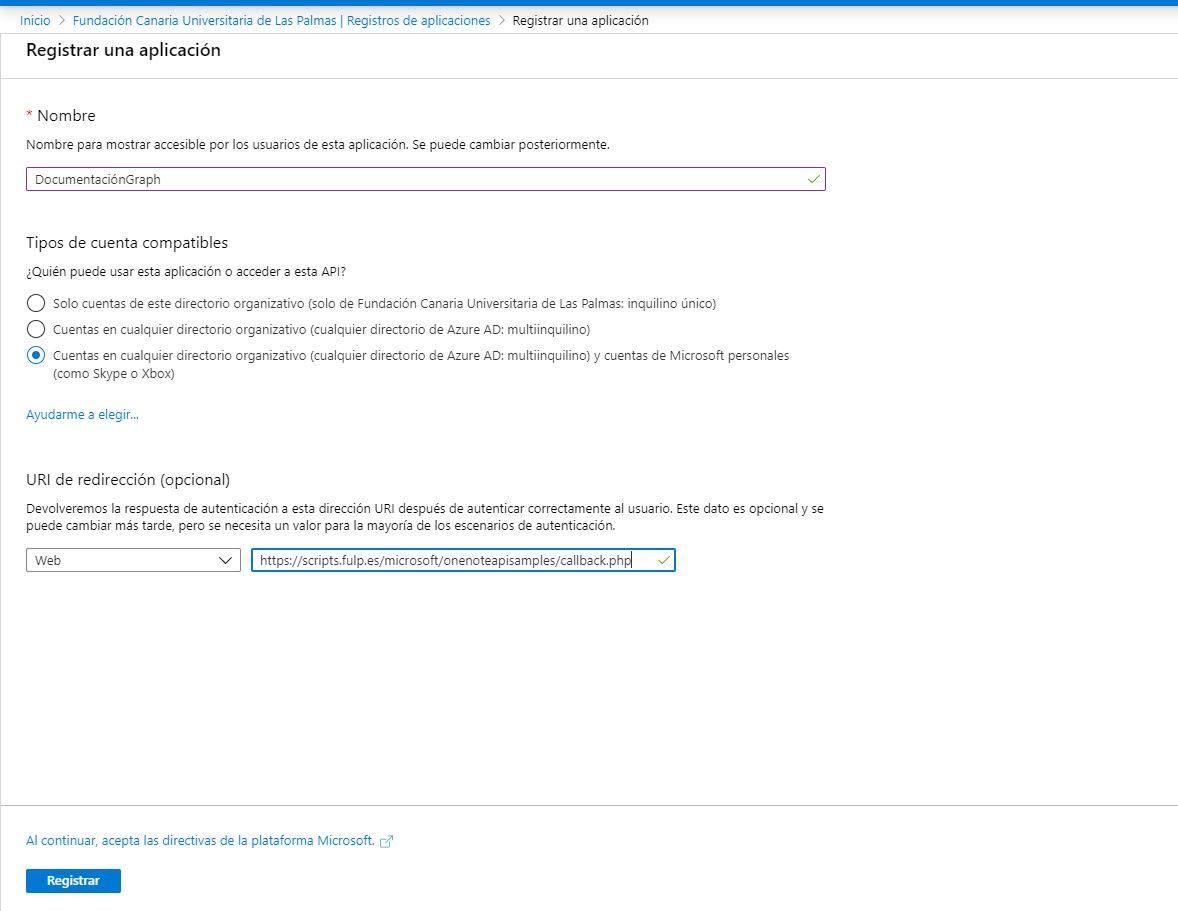 Inicio > Fundación Canaria Universitaria de Las Palmas | Registros de aplicaciones > Registrar una aplicación
Registrar una aplicación
* Nombre
Nombre para mostrar accesible por los usuarios de esta aplicación. Se puede cambiar posteriormente.
DocumentaciónGraph
Tipos de cuenta compatibles
¿Quién puede usar esta aplicación o acceder a esta API?
Solo cuentas de este directorio organizativo (solo de Fundación Canaria Universitaria de Las Palmas: inquilino único)
Cuentas en cualquier directorio organizativo (cualquier directorio de Azure AD: multiinquilino)
Cuentas en cualquier directorio organizativo (cualquier directorio de Azure AD: multiinquilino) y cuentas de Microsoft personales
(como Skype o Xbox)
Ayudarme a elegir...
URI de redirección (opcional)
Devolveremos la respuesta de autenticación a esta dirección URI después de autenticar correctamente al usuario. Este dato es opcional y se
puede cambiar más tarde, pero se necesita un valor para la mayoría de los escenarios de autenticación.
Web
https://scripts.fulp.es/microsoft/onenoteapisamples/callback.php
Al continuar, acepta las directivas de la plataforma Microsoft.
Registrar